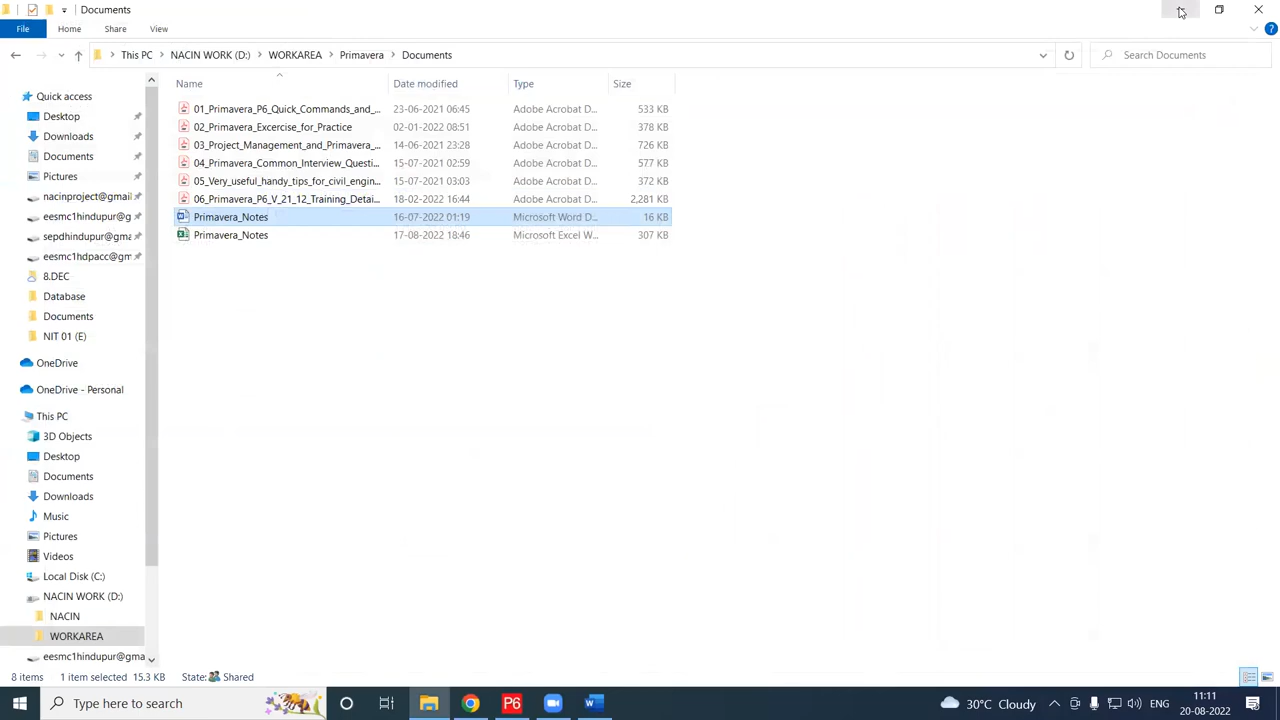 Documents
File Home Share View
This PC > NACIN WORK (D:) > WORKAREA > Primavera > Documents
Search Documents
Name Date modified Type Size
01_Primavera_P6_Quick_Commands_and_... 23-06-2021 06:45 Adobe Acrobat D... 533 KB
02_Primavera_Excercise_for_Practice 02-01-2022 08:51 Adobe Acrobat D... 378 KB
03_Project_Management_and_Primavera_... 14-06-2021 23:28 Adobe Acrobat D... 726 KB
04_Primavera_Common_Interview_Questi... 15-07-2021 02:59 Adobe Acrobat D... 577 KB
05_Very_useful_handy_tips_for_civil_engin... 15-07-2021 03:03 Adobe Acrobat D... 372 KB
06_Primavera_P6_V_21_12_Training_Detai... 18-02-2022 16:44 Adobe Acrobat D... 2,281 KB
Primavera_Notes 16-07-2022 01:19 Microsoft Word D... 16 KB
Primavera_Notes 17-08-2022 18:46 Microsoft Excel W... 307 KB
Quick access
Desktop
Downloads
Documents
Pictures
nacinproject@gmail
eesmc1hindupur@g
sepdhindupur@gma
eesmc1hdpacc@gm
8.DEC
Database
Documents
NIT 01 (E)
OneDrive
OneDrive - Personal
This PC
3D Objects
Desktop
Documents
Downloads
Music
Pictures
Videos
Local Disk (C:)
NACIN WORK (D:)
NACIN
WORKAREA
eesmc1hindupur@gma
8 items 1 item selected 15.3 KB State: Shared
Type here to search
P6
30°C Cloudy
ENG
11:11
20-08-2022